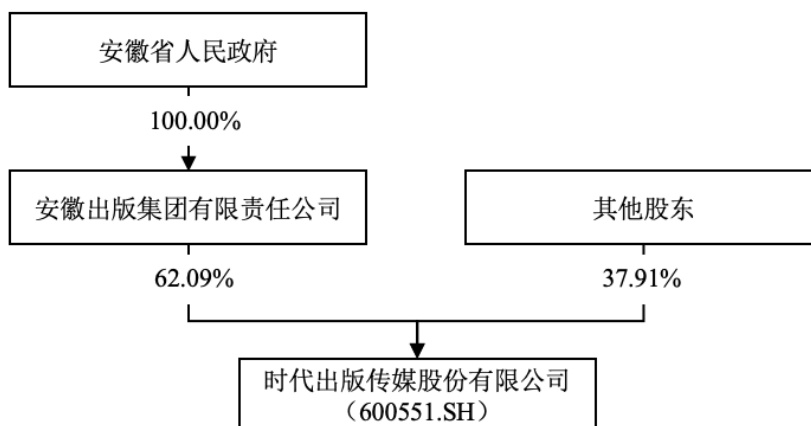 安徽省人民政府
100.00%
安徽出版集团有限责任公司
其他股东
62.09%
37.91%
时代出版传媒股份有限公司
（600551.SH）